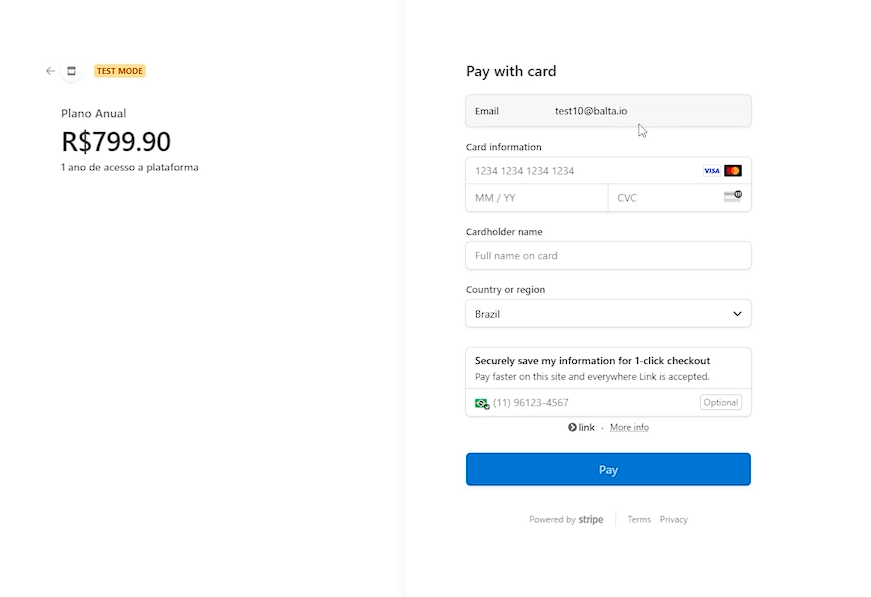 TEST MODE
Plano Anual
R$799.90
1 ano de acesso a plataforma
Pay with card
Email test10@balta.io
Card information
1234 1234 1234 1234 VISA
MM / YY CVC
Cardholder name
Full name on card
Country or region
Brazil
Securely save my information for 1-click checkout
Pay faster on this site and everywhere Link is accepted.
(11) 96123-4567 Optional
link · More info
Pay
Powered by stripe Terms Privacy